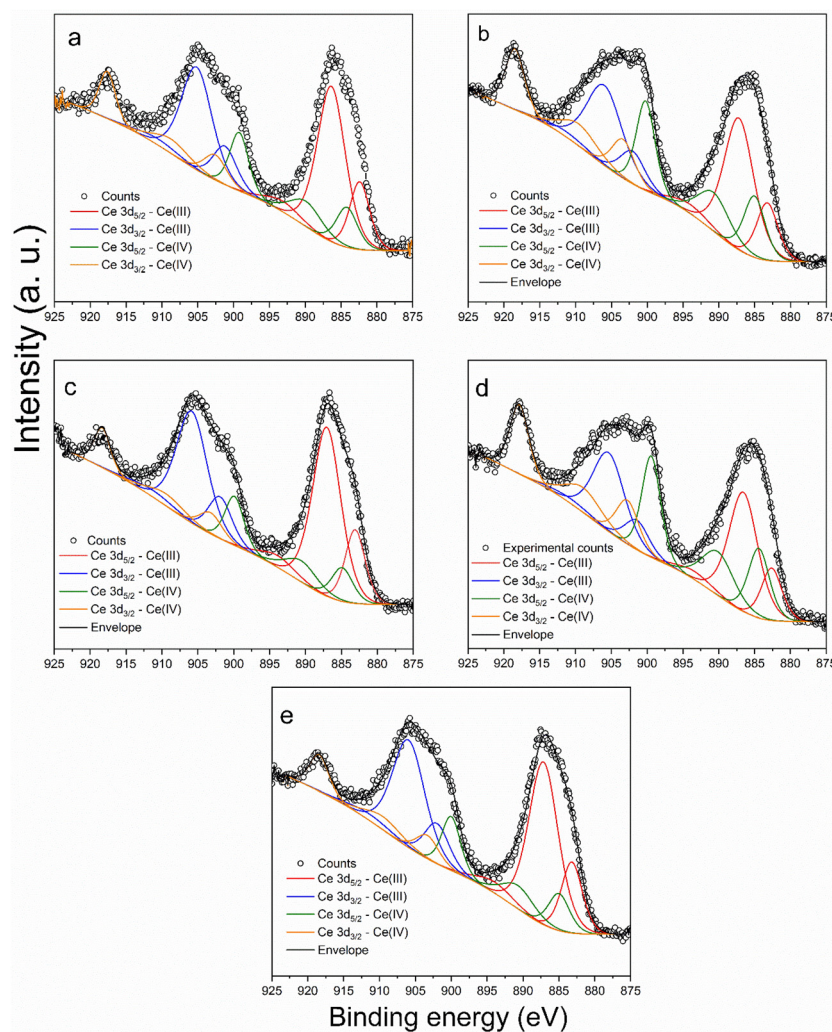 Intensity (a. u.)
a
Counts
Ce 3d5/2 - Ce(III)
Ce 3d3/2 - Ce(III)
Ce 3d5/2 - Ce(IV)
Ce 3d3/2 - Ce(IV)
925 920 915 910 905 900 895 890 885 880 875
b
Counts
Ce 3d5/2 - Ce(III)
Ce 3d3/2 - Ce(III)
Ce 3d5/2 - Ce(IV)
Ce 3d3/2 - Ce(IV)
Envelope
925 920 915 910 905 900 895 890 885 880 875
c
Counts
Ce 3d5/2 - Ce(III)
Ce 3d3/2 - Ce(III)
Ce 3d5/2 - Ce(IV)
Ce 3d3/2 - Ce(IV)
Envelope
925 920 915 910 905 900 895 890 885 880 875
d
Experimental counts
Ce 3d5/2 - Ce(III)
Ce 3d3/2 - Ce(III)
Ce 3d5/2 - Ce(IV)
Ce 3d3/2 - Ce(IV)
Envelope
925 920 915 910 905 900 895 890 885 880 875
e
Counts
Ce 3d5/2 - Ce(III)
Ce 3d3/2 - Ce(III)
Ce 3d5/2 - Ce(IV)
Ce 3d3/2 - Ce(IV)
Envelope
925 920 915 910 905 900 895 890 885 880 875
Binding energy (eV)